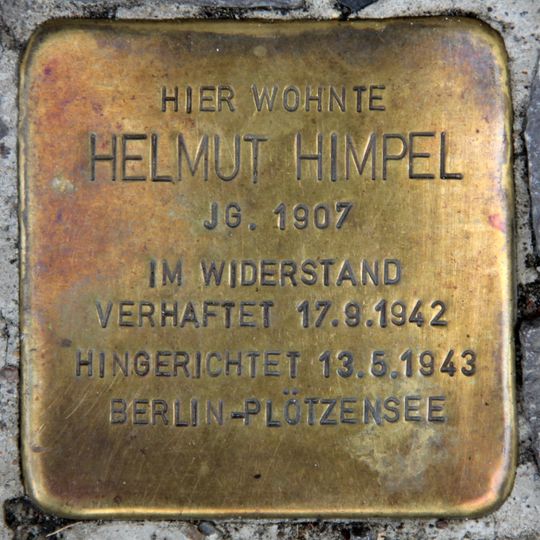 HIER WOHNTE
HELMUT HIMPEL
JG. 1907
IM WIDERSTAND
VERHAFTET 17.9.1942
HINGERICHTET 13.5.1943
BERLIN-PLÖTZENSEE